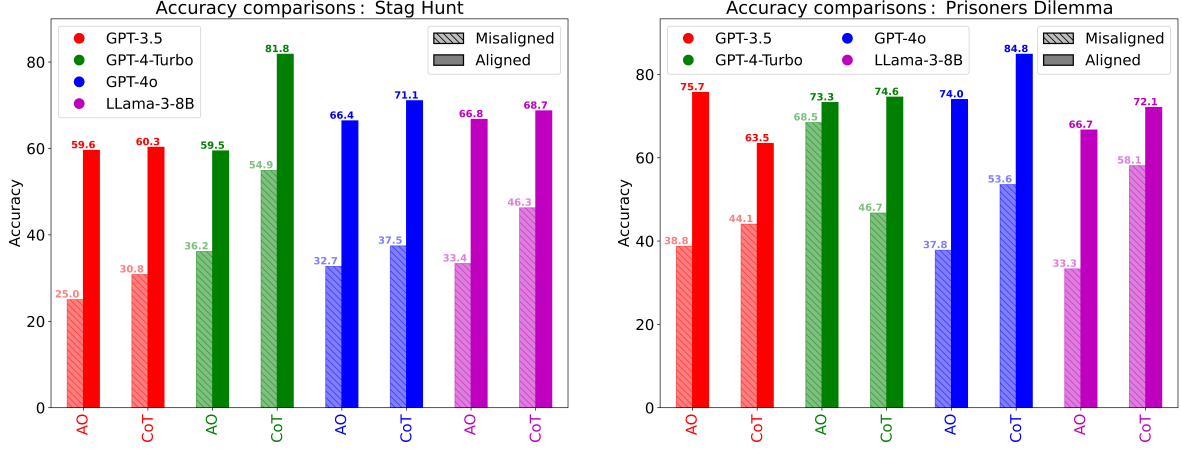 Accuracy comparisons: Stag Hunt
GPT-3.5
GPT-4-Turbo
GPT-4o
LLama-3-8B
Misaligned
Aligned
Accuracy
80
60
40
20
0
25.0
59.6
30.8
60.3
36.2
59.5
54.9
81.8
32.7
66.4
37.5
71.1
33.4
66.8
46.3
68.7
AO
CoT
AO
CoT
AO
CoT
AO
CoT
Accuracy comparisons: Prisoners Dilemma
GPT-3.5
GPT-4-Turbo
GPT-4o
LLama-3-8B
Misaligned
Aligned
Accuracy
80
60
40
20
0
38.8
75.7
44.1
63.5
68.5
73.3
46.7
74.6
37.8
74.0
53.6
84.8
33.3
66.7
58.1
72.1
AO
CoT
AO
CoT
AO
CoT
AO
CoT